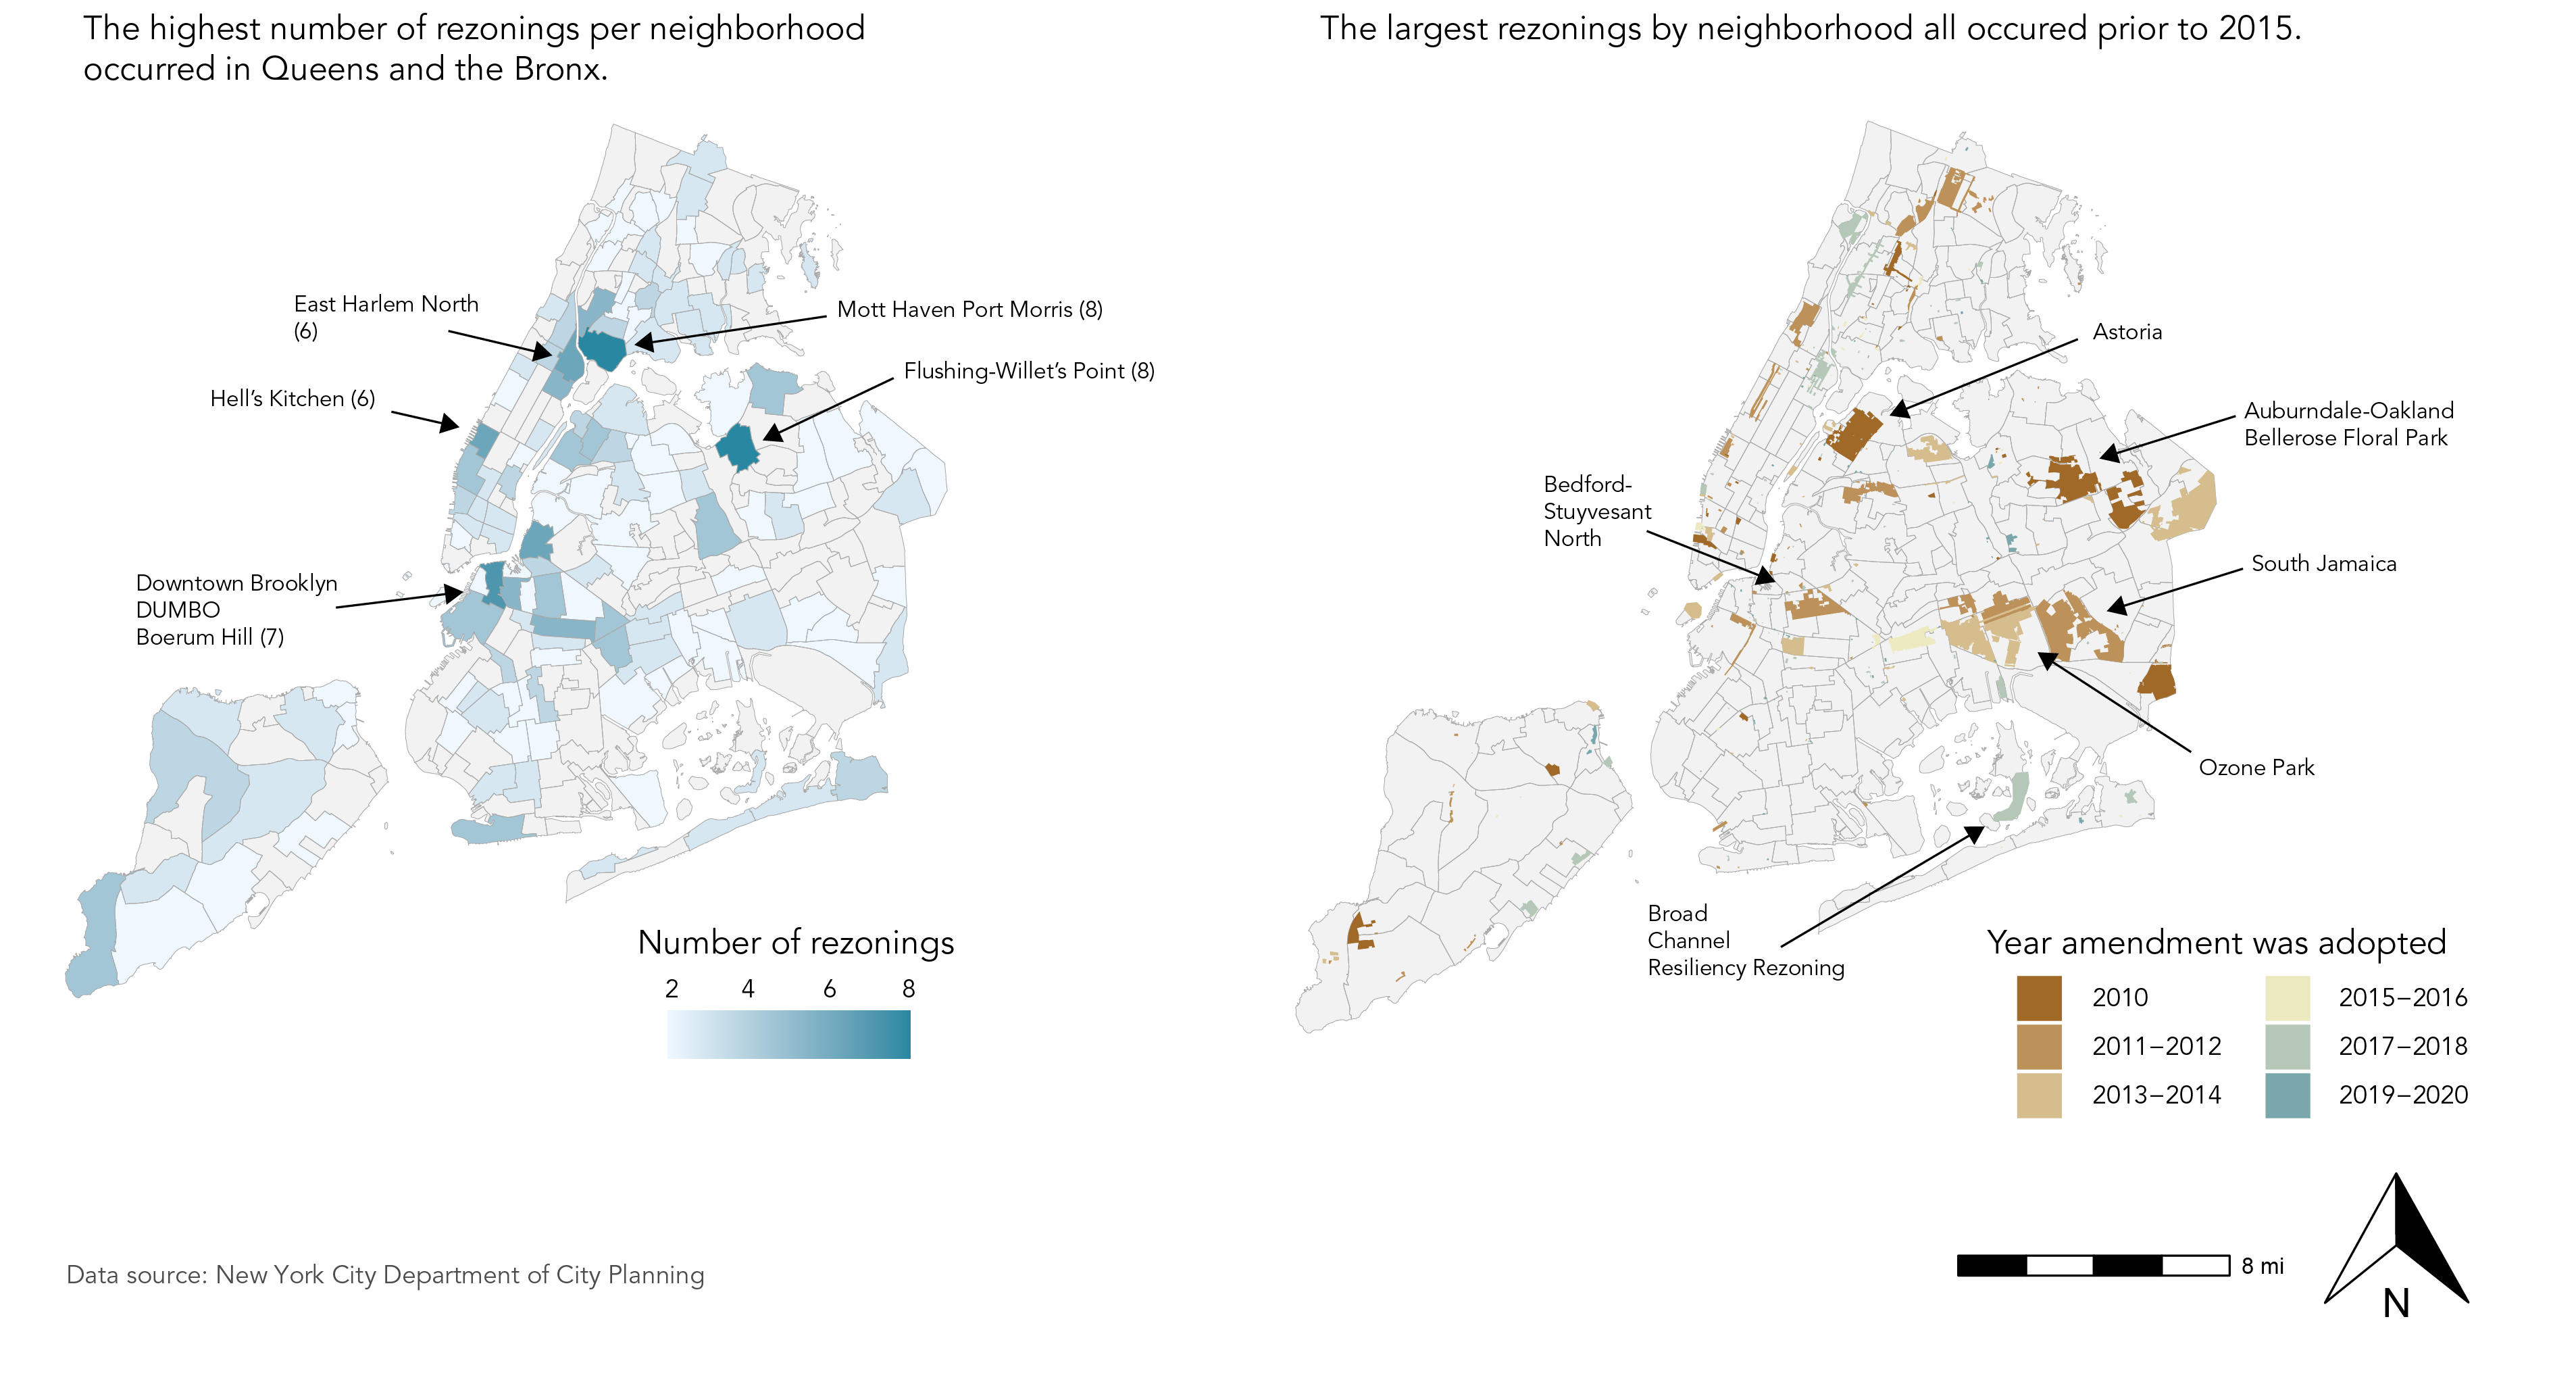 The highest number of rezonings per neighborhood
occurred in Queens and the Bronx.
East Harlem North
(6)
Mott Haven Port Morris (8)
Flushing-Willet's Point (8)
Hell's Kitchen (6)
Downtown Brooklyn
DUMBO
Boerum Hill (7)
Number of rezonings
2 4 6 8
Data source: New York City Department of City Planning
The largest rezonings by neighborhood all occured prior to 2015.
Astoria
Auburndale-Oakland
Bellerose Floral Park
Bedford-
Stuyvesant
North
South Jamaica
Ozone Park
Broad
Channel
Resiliency Rezoning
Year amendment was adopted
2010
2011–2012
2013–2014
2015–2016
2017–2018
2019–2020
8 mi
N